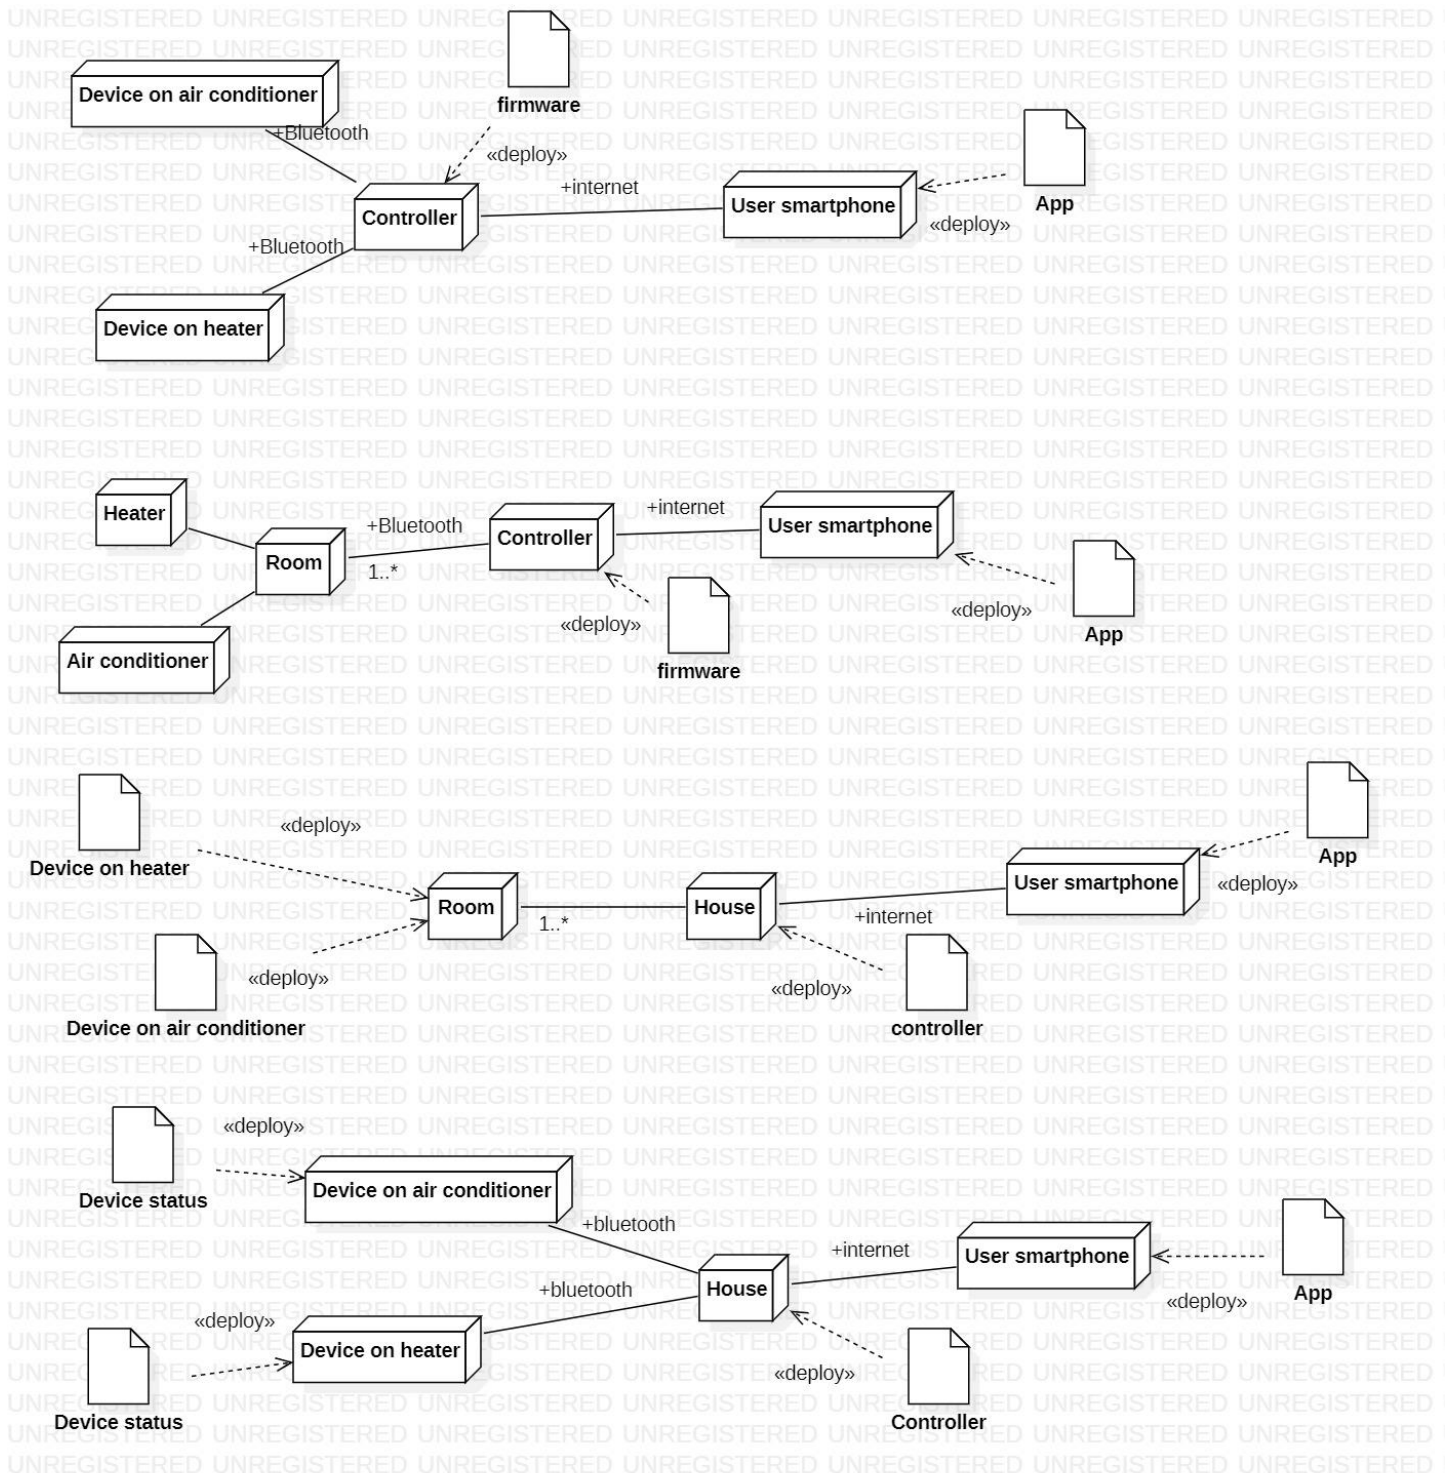 firmware
Device on air conditioner
+Bluetooth
«deploy»
App
+internet
User smartphone
Controller
«deploy»
+Bluetooth
Device on heater
Heater
+Bluetooth
Controller
+internet
User smartphone
Room
1..*
«deploy»
«deploy»
App
Air conditioner
firmware
«deploy»
Device on heater
App
User smartphone
«deploy»
Room
House
1..*
+internet
«deploy»
«deploy»
Device on air conditioner
controller
«deploy»
Device status
Device on air conditioner
+bluetooth
+internet
User smartphone
House
+bluetooth
App
«deploy»
«deploy»
Device on heater
«deploy»
Device status
Controller
UNREGISTERED